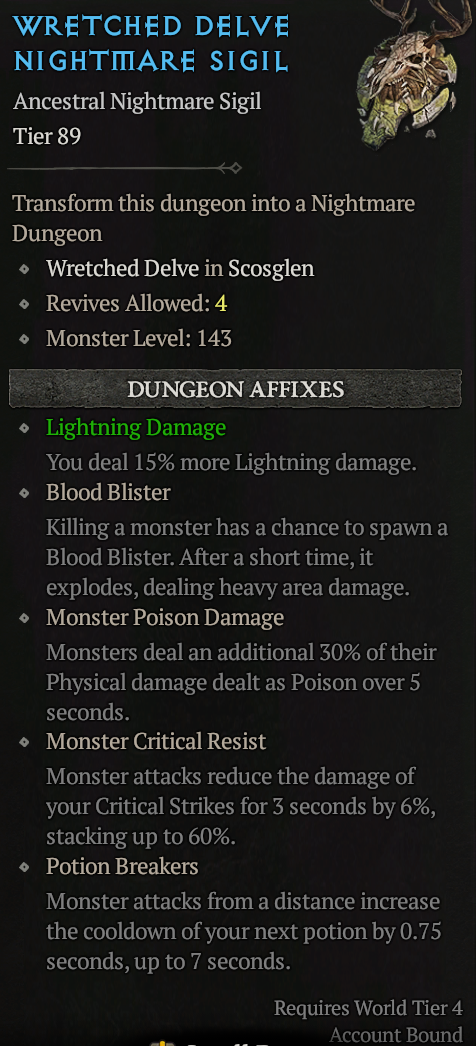 WRETCHED DELVE
NIGHTMARE SIGIL
Ancestral Nightmare Sigil
Tier 89
Transform this dungeon into a Nightmare
Dungeon
Wretched Delve in Scosglen
Revives Allowed: 4
Monster Level: 143
DUNGEON AFFIXES
Lightning Damage
You deal 15% more Lightning damage.
Blood Blister
Killing a monster has a chance to spawn a
Blood Blister. After a short time, it
explodes, dealing heavy area damage.
Monster Poison Damage
Monsters deal an additional 30% of their
Physical damage dealt as Poison over 5
seconds.
Monster Critical Resist
Monster attacks reduce the damage of
your Critical Strikes for 3 seconds by 6%,
stacking up to 60%.
Potion Breakers
Monster attacks from a distance increase
the cooldown of your next potion by 0.75
seconds, up to 7 seconds.
Requires World Tier 4
Account Bound